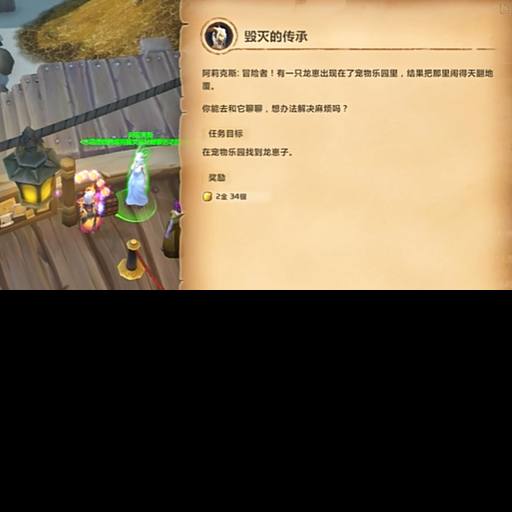 毁灭的传承
阿莉克斯: 冒险者！有一只龙崽出现在了宠物乐园里，结果把那里闹得天翻地
覆。
你能去和它聊聊，想办法解决麻烦吗？
任务目标
在宠物乐园找到龙崽子。
奖励
2金 34银